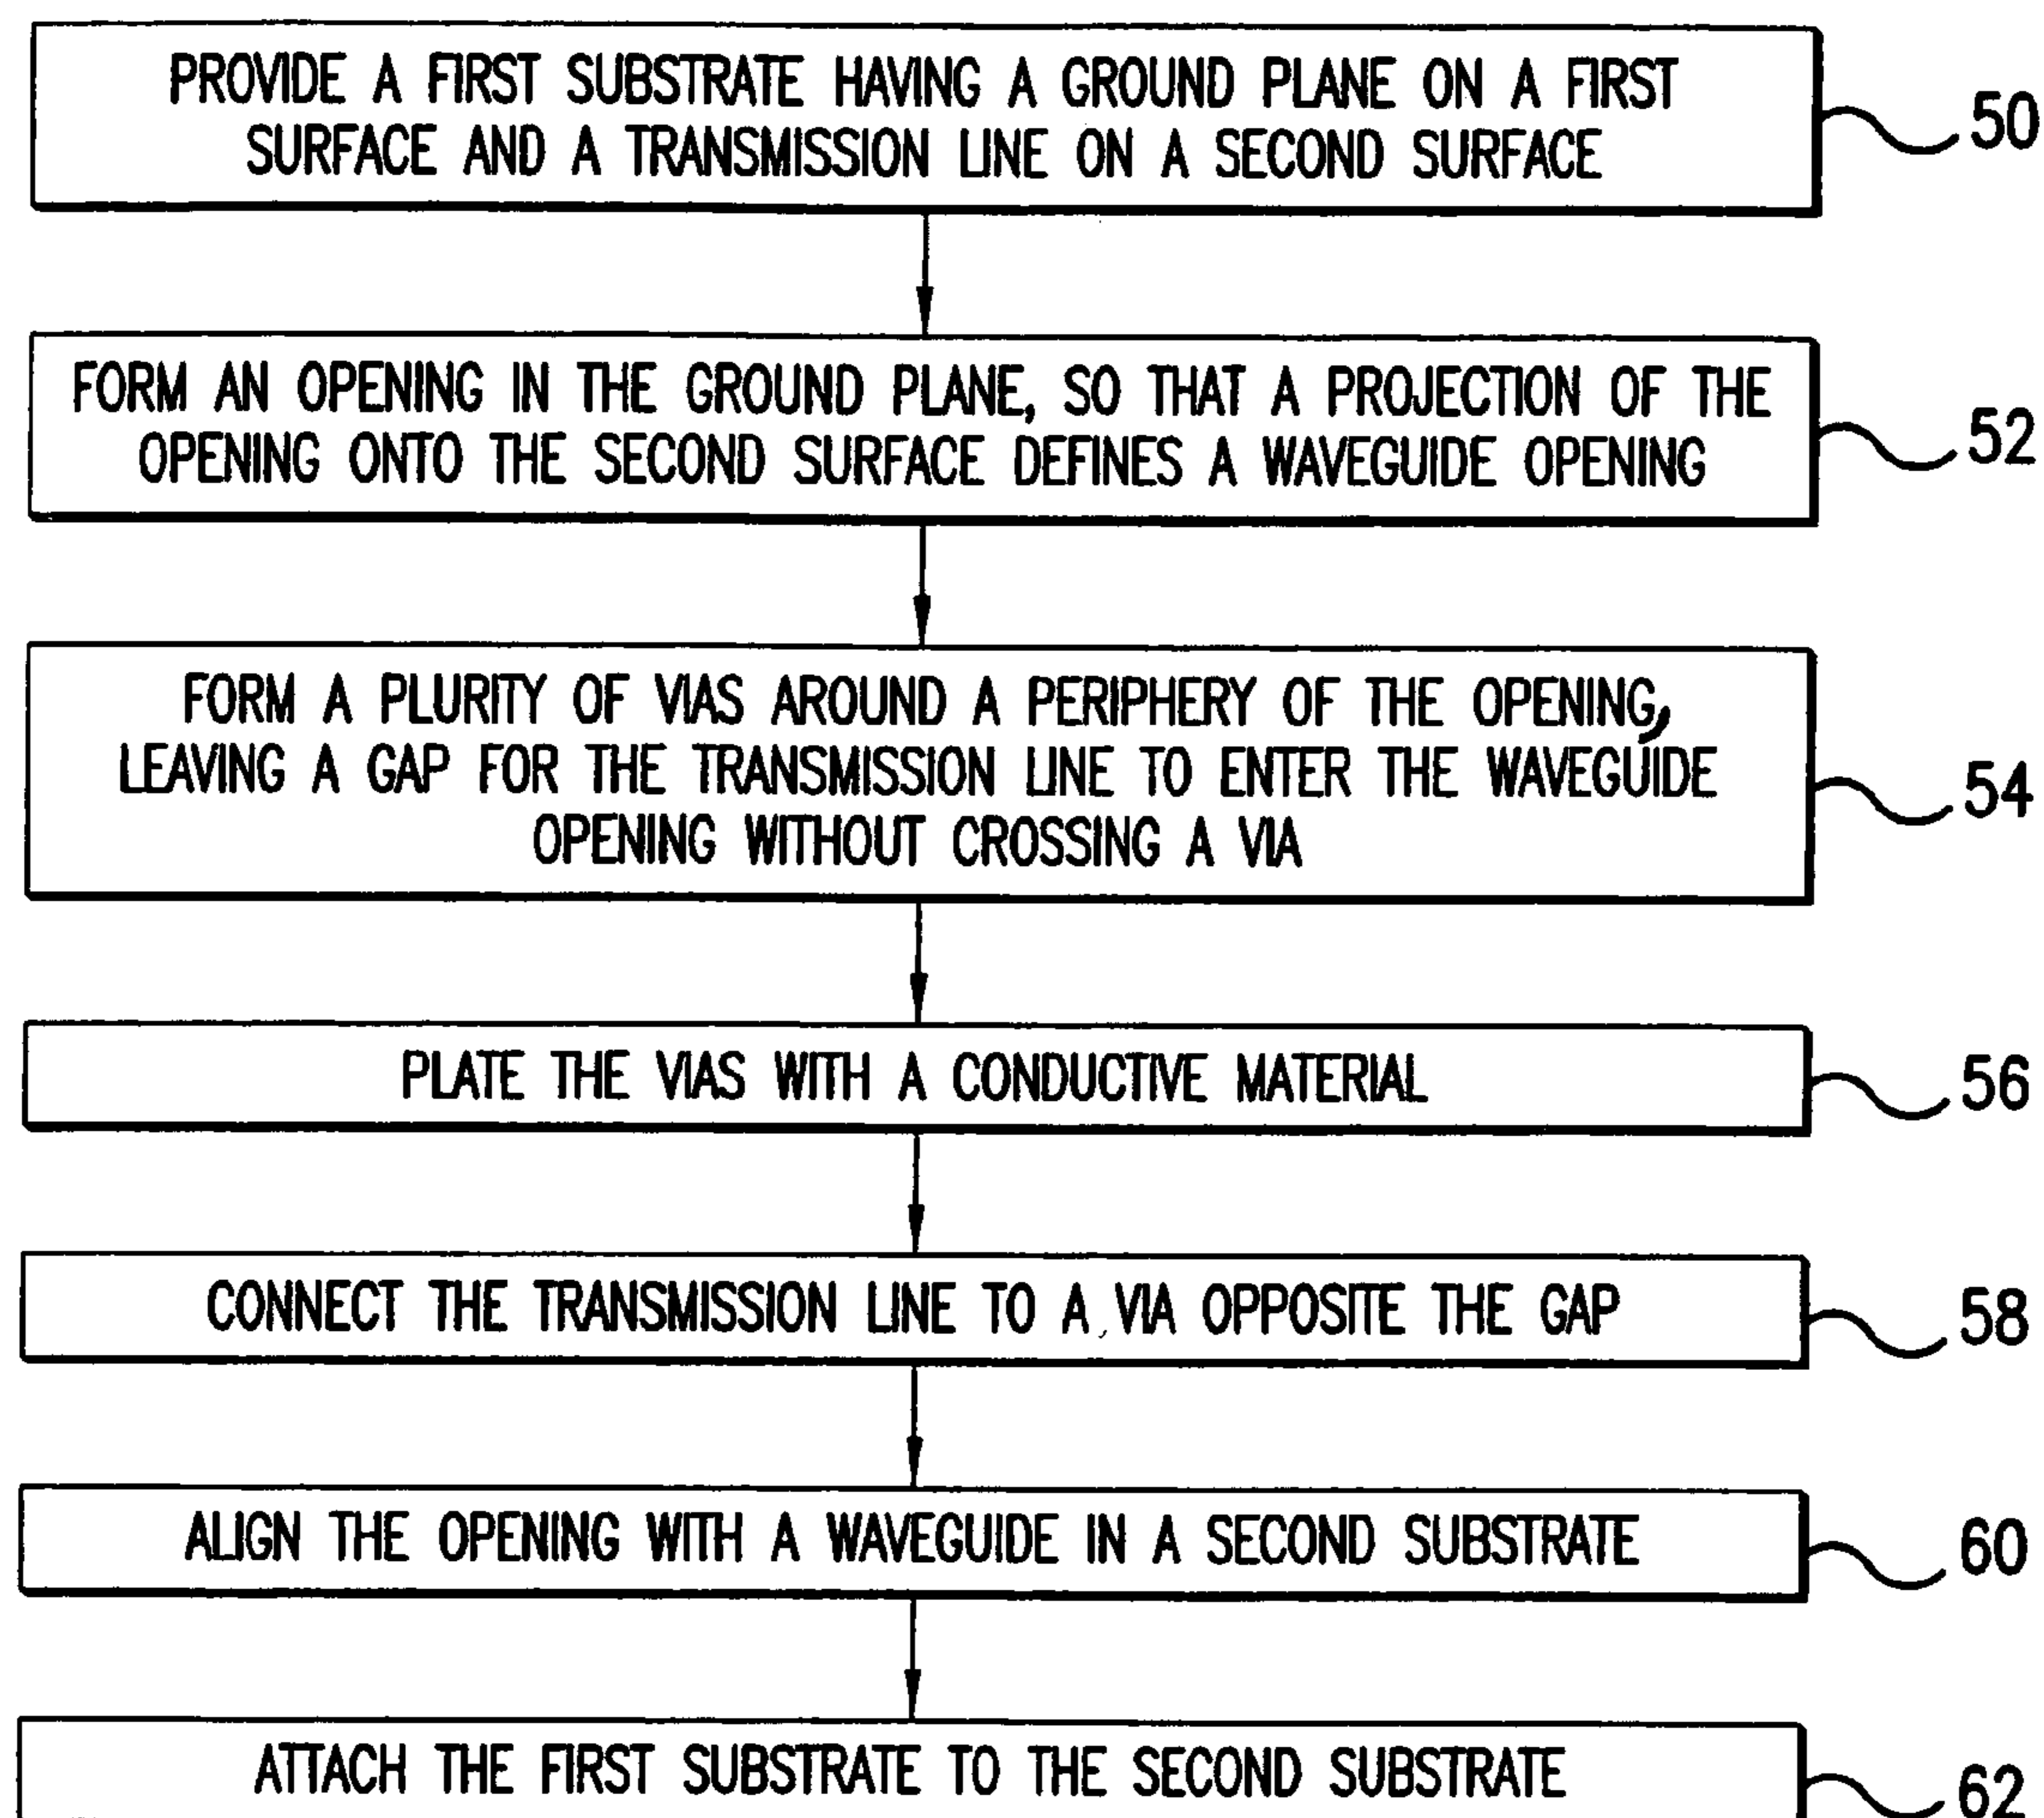 PROVIDE A FIRST SUBSTRATE HAVING A GROUND PLANE ON A FIRST
SURFACE AND A TRANSMISSION LINE ON A SECOND SURFACE
50
FORM AN OPENING IN THE GROUND PLANE, SO THAT A PROJECTION OF THE
OPENING ONTO THE SECOND SURFACE DEFINES A WAVEGUIDE OPENING
52
FORM A PLURITY OF VIAS AROUND A PERIPHERY OF THE OPENING,
LEAVING A GAP FOR THE TRANSMISSION LINE TO ENTER THE WAVEGUIDE
OPENING WITHOUT CROSSING A VIA
54
PLATE THE VIAS WITH A CONDUCTIVE MATERIAL
56
CONNECT THE TRANSMISSION LINE TO A VIA OPPOSITE THE GAP
58
ALIGN THE OPENING WITH A WAVEGUIDE IN A SECOND SUBSTRATE
60
ATTACH THE FIRST SUBSTRATE TO THE SECOND SUBSTRATE
62